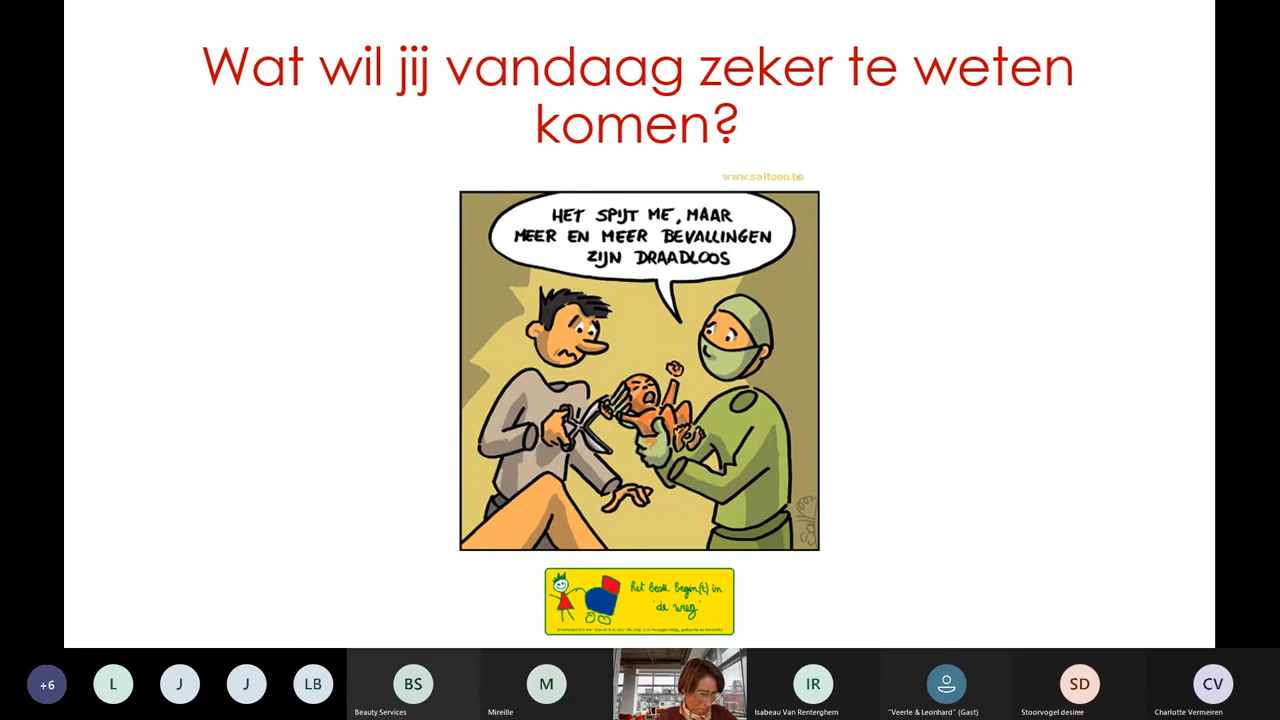 Wat wil jij vandaag zeker te weten
komen?
www.saltooo.be
HET SPIJT ME, MAAR
MEER EN MEER BEVALLINGEN
ZIJN DRAADLOOS
het beste begin(t) in
'de wieg'
+6
L
J
J
LB
BS
M
IR
SD
CV
Beauty Services
Mireille
Isabeau Van Renterghem
"Veerle & Leonhard" (Gast)
Stoorvogel desiree
Charlotte Vermeiren